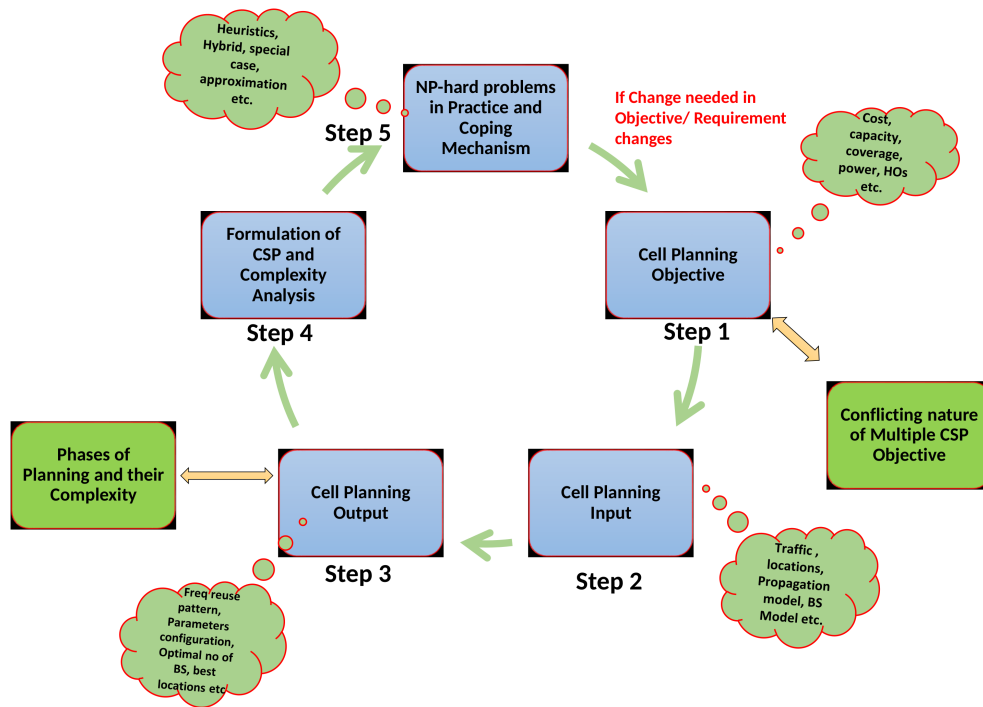 Heuristics,
Hybrid, special
case,
approximation
etc.
NP-hard problems
in Practice and
Coping
Mechanism
Step 5
If Change needed in
Objective/ Requirement
changes
Cost,
capacity,
coverage,
power, HOs
etc.
Formulation of
CSP and
Complexity
Analysis
Step 4
Cell Planning
Objective
Step 1
Conflicting nature
of Multiple CSP
Objective
Phases of
Planning and their
Complexity
Cell Planning
Output
Step 3
Cell Planning
Input
Step 2
Traffic ,
locations,
Propagation
model, BS
Model etc.
Freq reuse
pattern,
Parameters
configuration,
Optimal no of
BS, best
locations etc